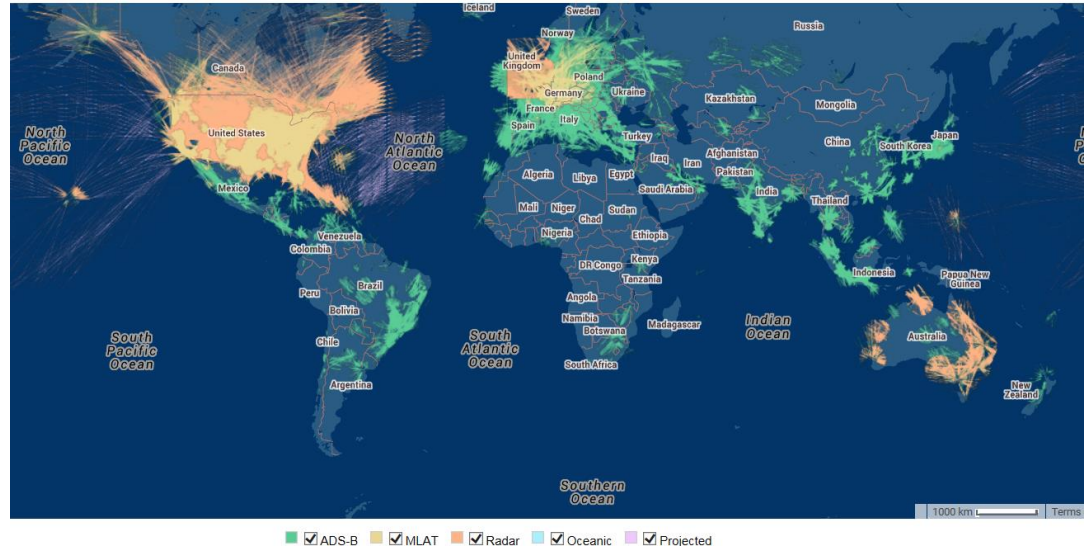 Iceland
Sweden
Russia
Norway
Canada
United
Kingdom
Poland
Germany
Ukraine
Kazakhstan
Mongolia
France
North
Pacific
Ocean
United States
North
Atlantic
Ocean
Spain
Italy
Turkey
China
Japan
South Korea
Iraq
Iran
Afghanistan
Pakistan
Algeria
Libya
Egypt
Saudi Arabia
India
Mexico
Mali
Niger
Chad
Sudan
Thailand
Venezuela
Colombia
Nigeria
Ethiopia
DR Congo
Kenya
Tanzania
Indonesia
Papua New
Guinea
Peru
Brazil
Bolivia
Angola
Namibia
Botswana
Madagascar
Indian
Ocean
South
Pacific
Ocean
South
Atlantic
Ocean
Chile
Australia
Argentina
South Africa
New
Zealand
Southern
Ocean
1000 km
Terms
ADS-B MLAT Radar Oceanic Projected